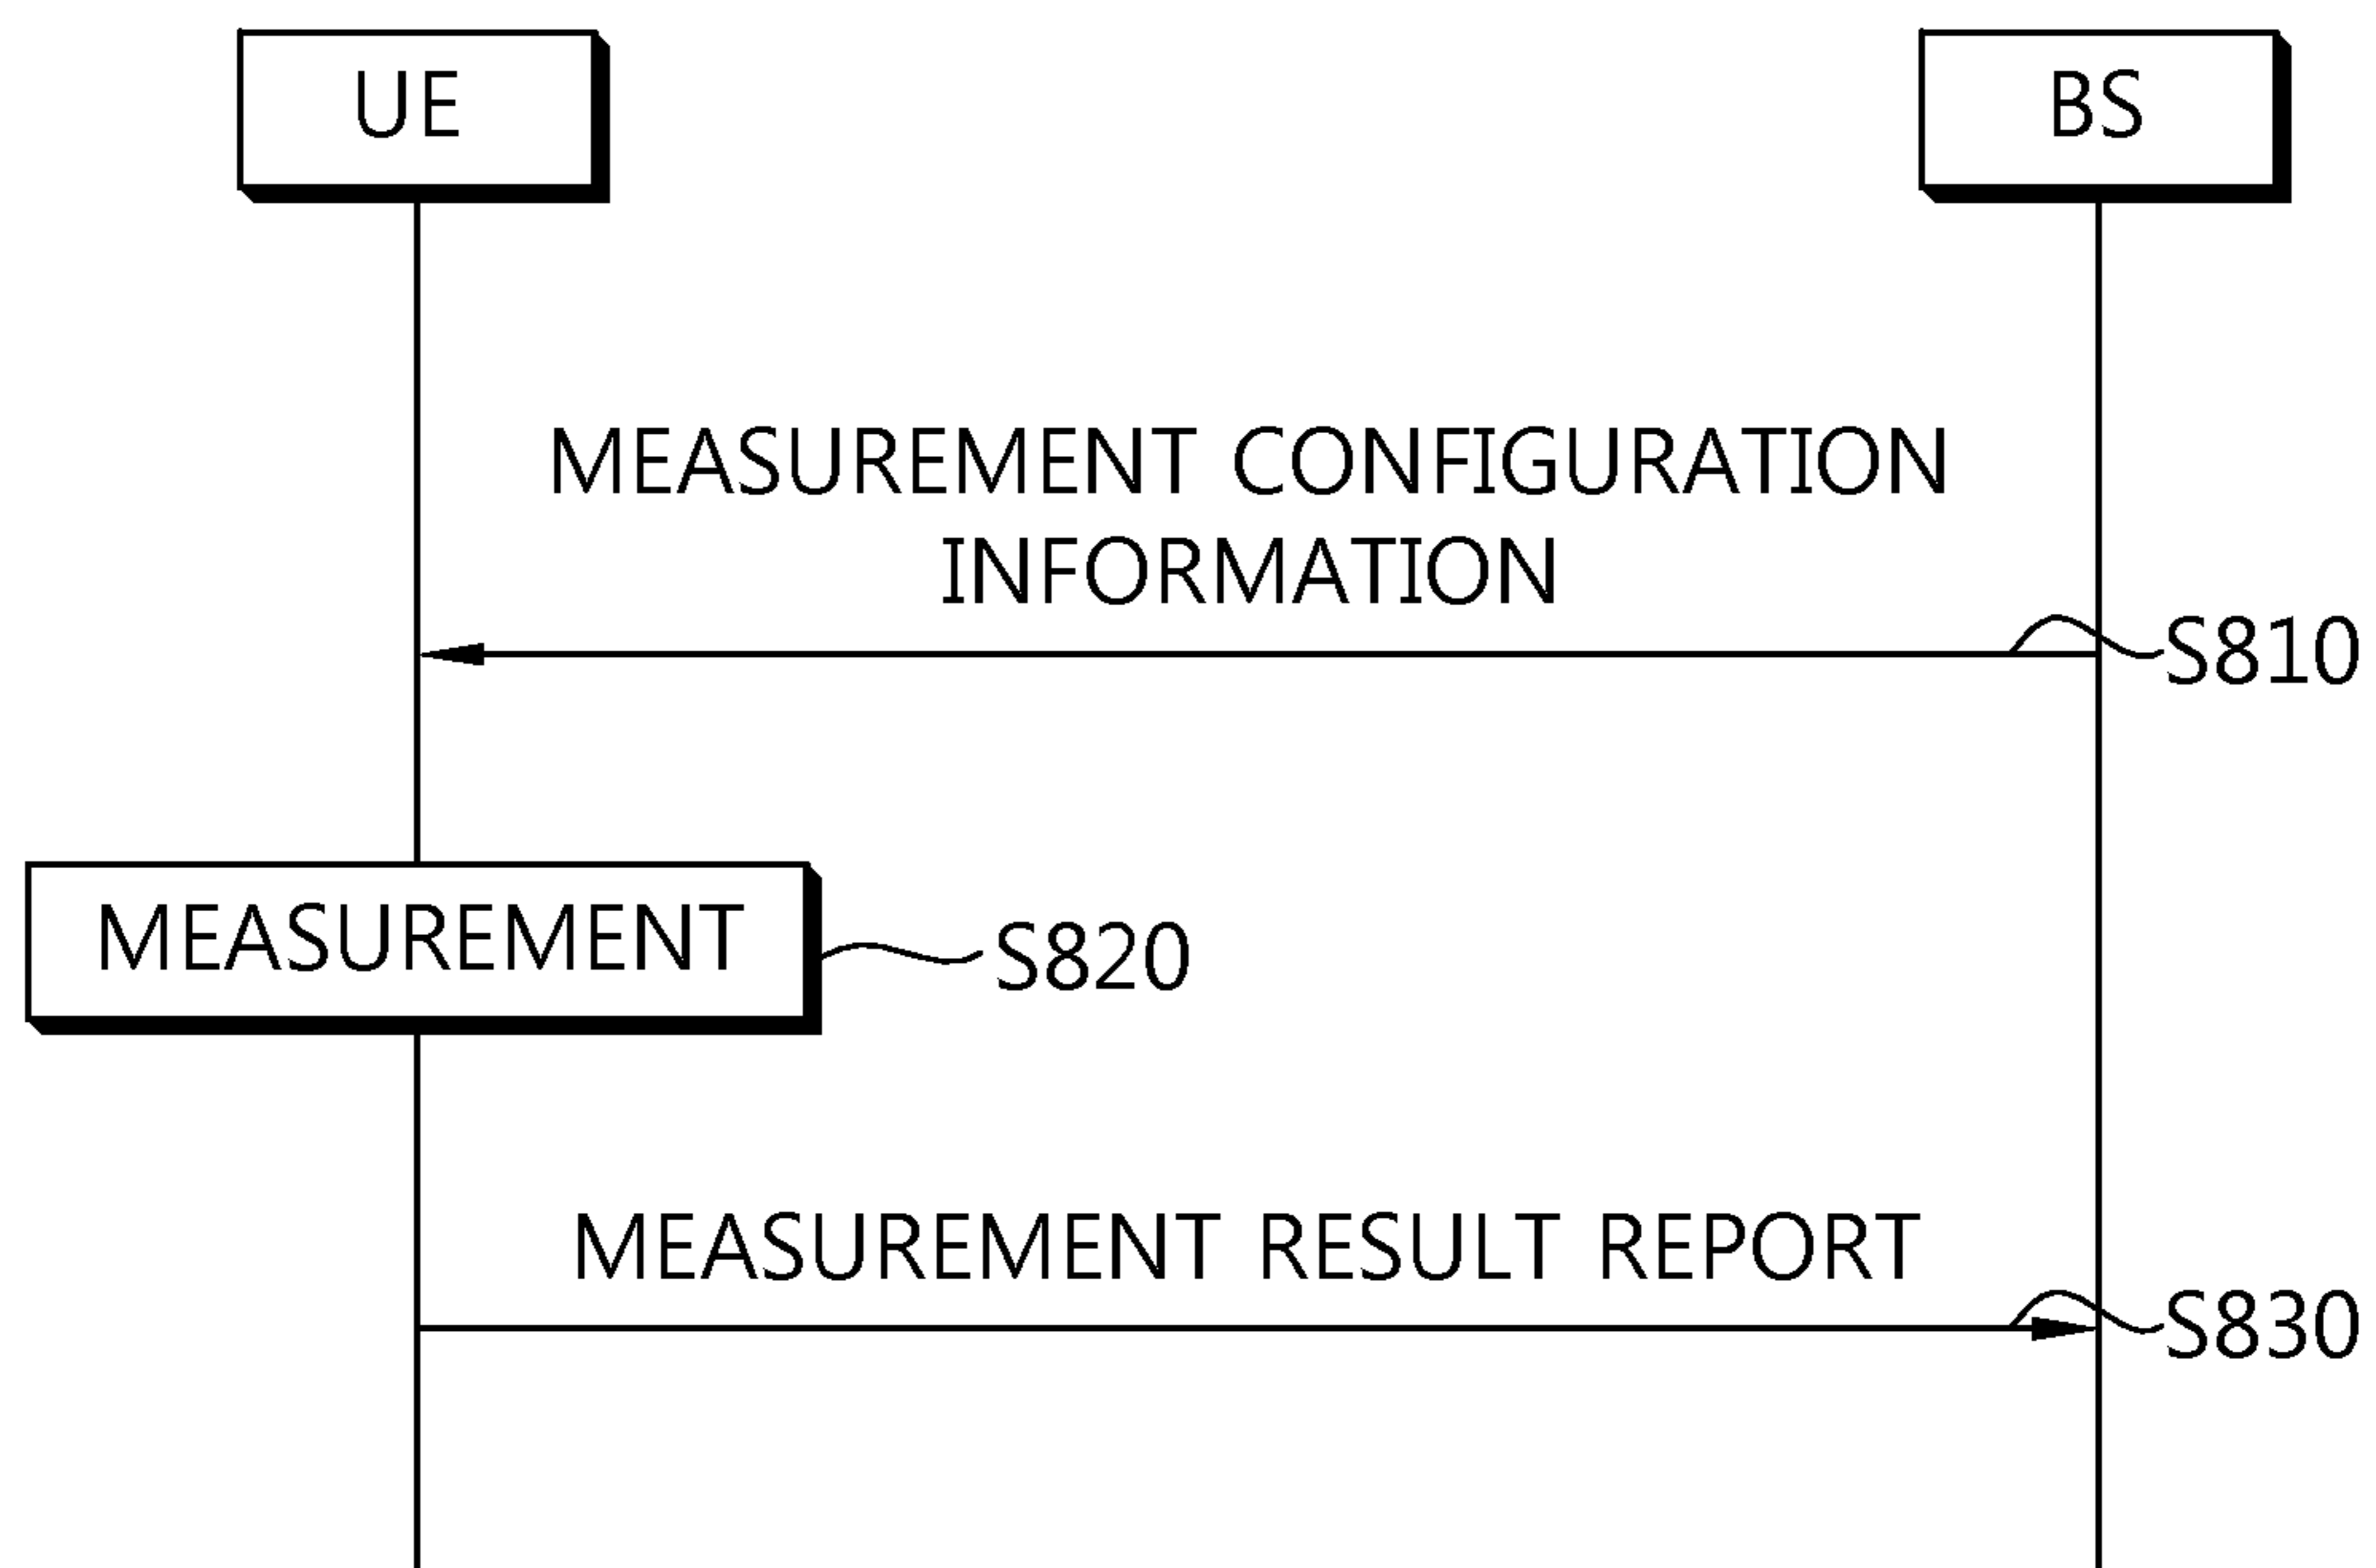 UE
BS
MEASUREMENT CONFIGURATION
INFORMATION
S810
MEASUREMENT
S820
MEASUREMENT RESULT REPORT
S830